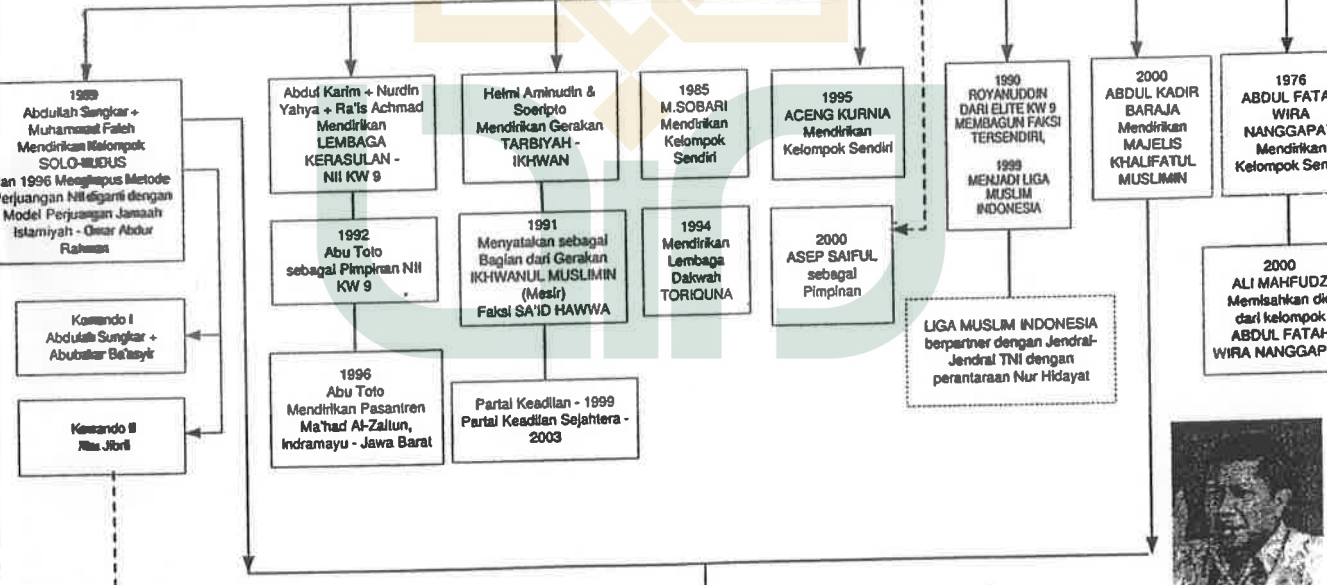 Abdullah Sungkar +
Muhammad Fateh
Mendirikan Kelompok
SOLO-KUDUS
an 1996 Menghapus Metode
Perjuangan NII diganti dengan
Model Perjuangan Jamaah
Islamiyah - Omar Abdur
Rahman
Komando I
Abdullah Sungkar +
Abubakar Ba'asyir
Komando II
Abu Jibril
Abdul Karim + Nurdin
Yahya + Ra'is Achmad
Mendirikan
LEMBAGA
KERASULAN -
NII KW 9
1992
Abu Toto
sebagai Pimpinan NII
KW 9
1996
Abu Toto
Mendirikan Pasantren
Ma'had Al-Zaitun,
Indramayu - Jawa Barat
Helmi Aminudin &
Soeripto
Mendirikan Gerakan
TARBIYAH -
IKHWAN
1991
Menyatakan sebagai
Bagian dari Gerakan
IKHWANUL MUSLIMIN
(Mesir)
Faksi SA'ID HAWWA
Partai Keadilan - 1999
Partai Keadilan Sejahtera -
2003
1985
M.SOBARI
Mendirikan
Kelompok
Sendiri
1994
Mendirikan
Lembaga
Dakwah
TORIQUNA
1995
ACENG KURNIA
Mendirikan
Kelompok Sendiri
2000
ASEP SAIFUL
sebagai
Pimpinan
1990
ROYANUDDIN
DARI ELITE KW 9
MEMBAGUN FAKSI
TERSENDIRI,
1999
MENJADI LIGA
MUSLIM
INDONESIA
LIGA MUSLIM INDONESIA
berpartner dengan Jendral-
Jendral TNI dengan
perantaraan Nur Hidayat
2000
ABDUL KADIR
BARAJA
Mendirikan
MAJELIS
KHALIFATUL
MUSLIMIN
1976
ABDUL FATA
WIRA
NANGGAPA
Mendirikan
Kelompok Sen
2000
ALI MAHFUDZ
Memisahkan di
dari kelompok
ABDUL FATAH
WIRA NANGGAP